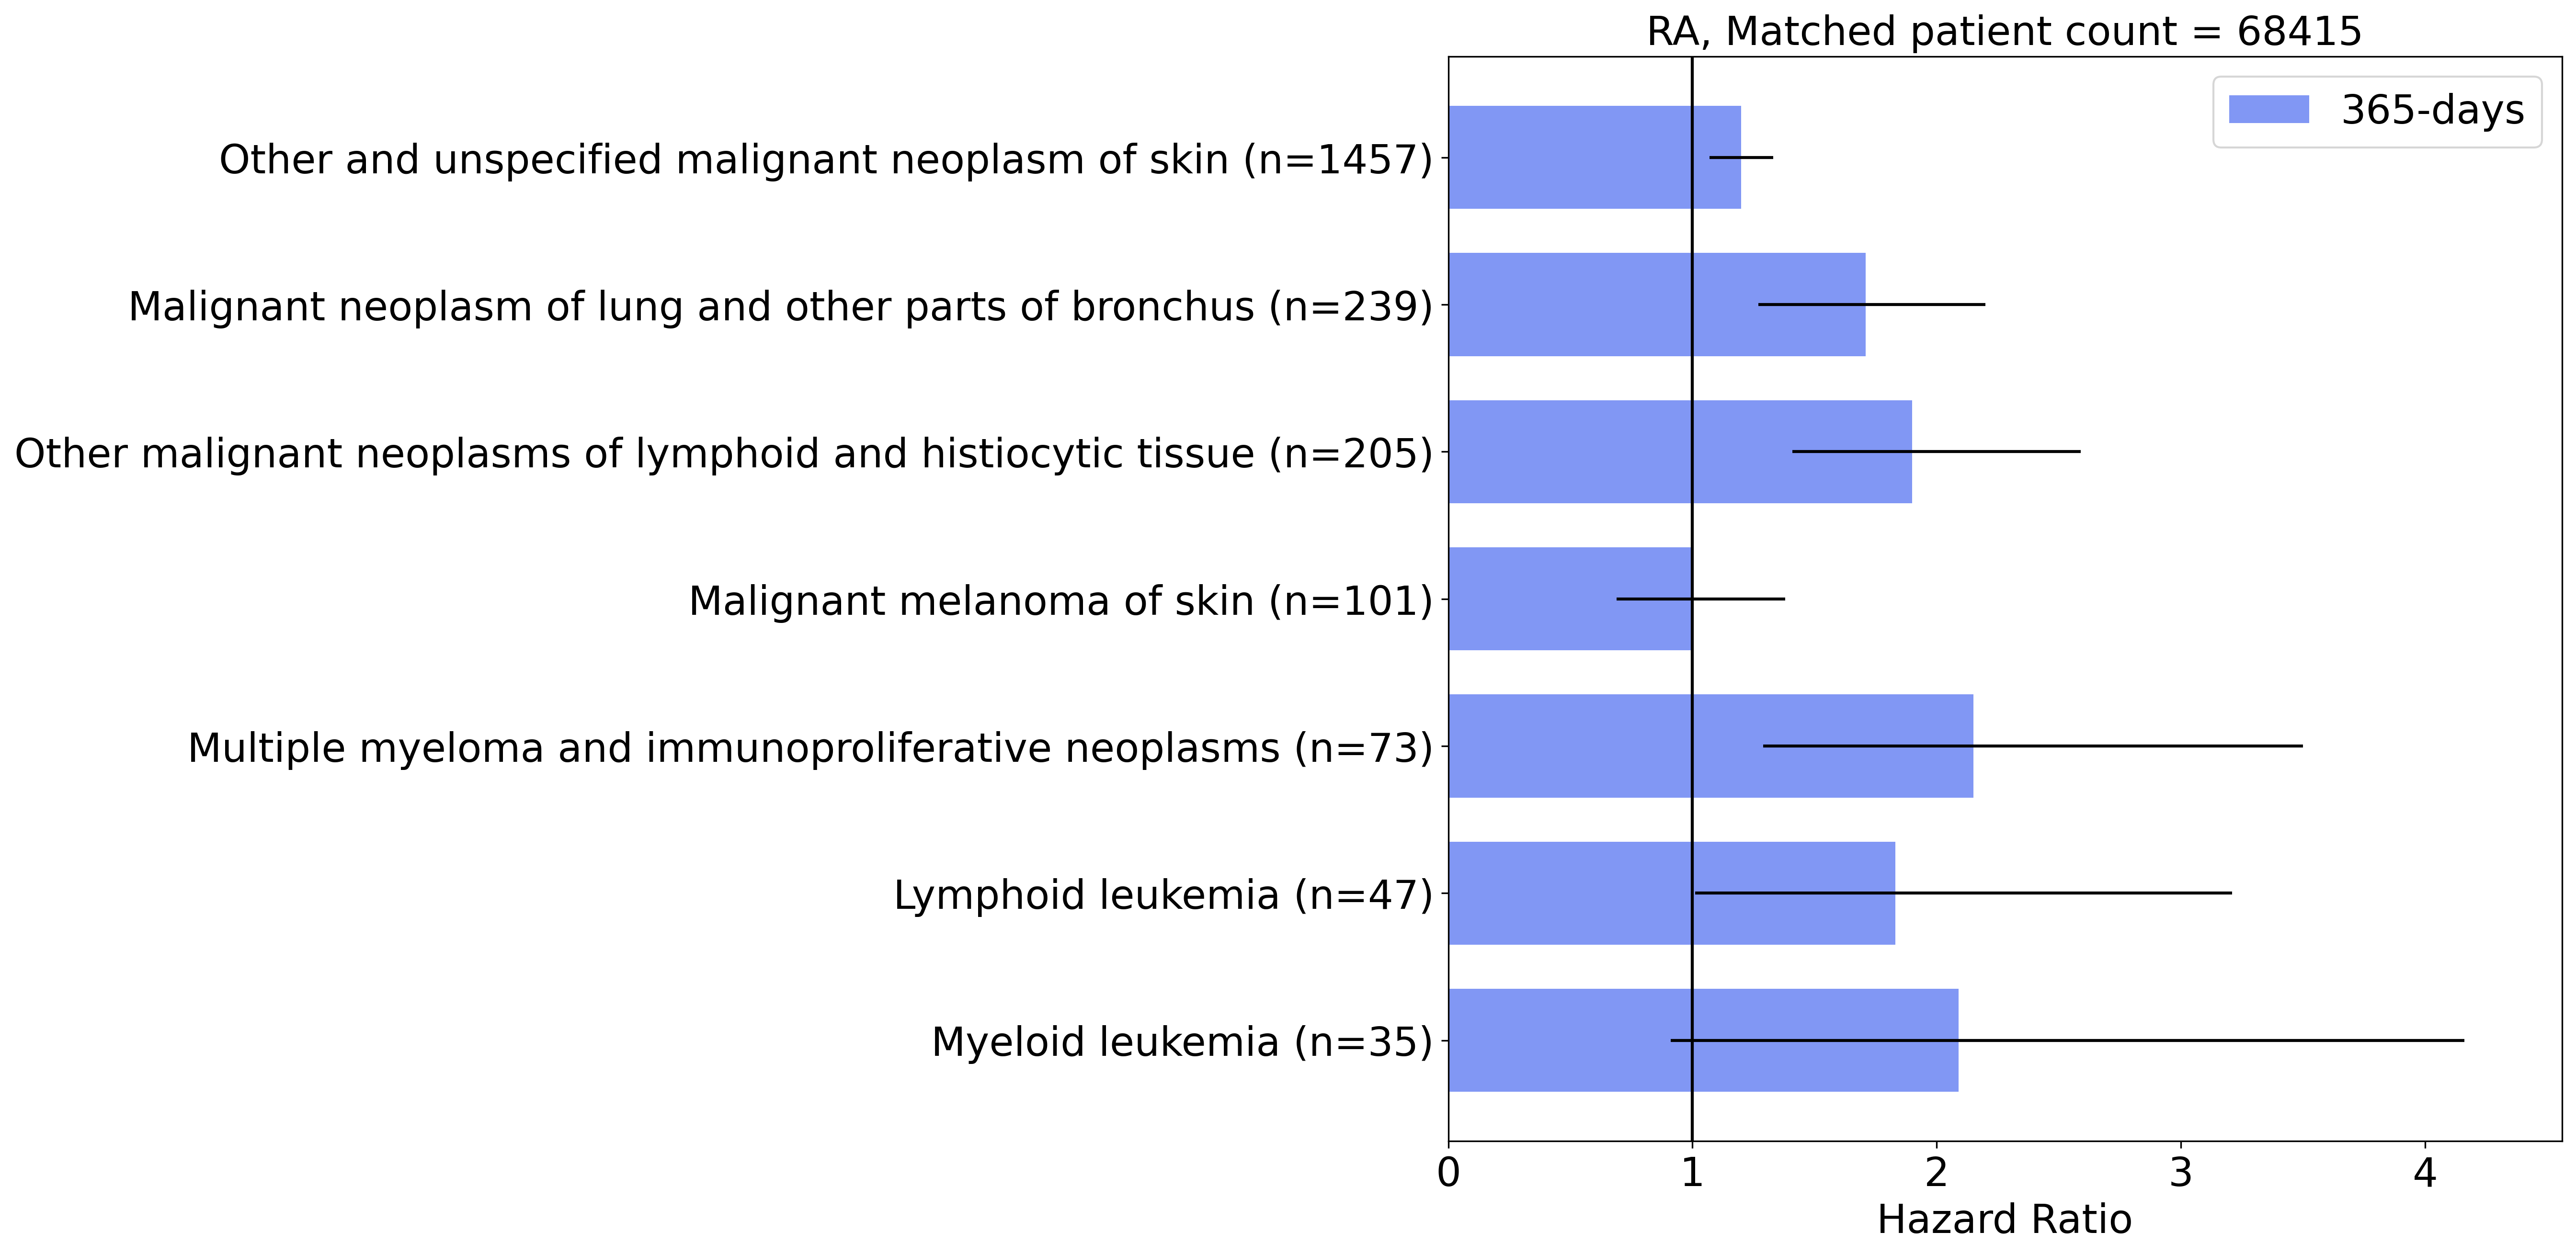 RA, Matched patient count = 68415
365-days
Other and unspecified malignant neoplasm of skin (n=1457)
Malignant neoplasm of lung and other parts of bronchus (n=239)
Other malignant neoplasms of lymphoid and histiocytic tissue (n=205)
Malignant melanoma of skin (n=101)
Multiple myeloma and immunoproliferative neoplasms (n=73)
Lymphoid leukemia (n=47)
Myeloid leukemia (n=35)
0 1 2 3 4
Hazard Ratio